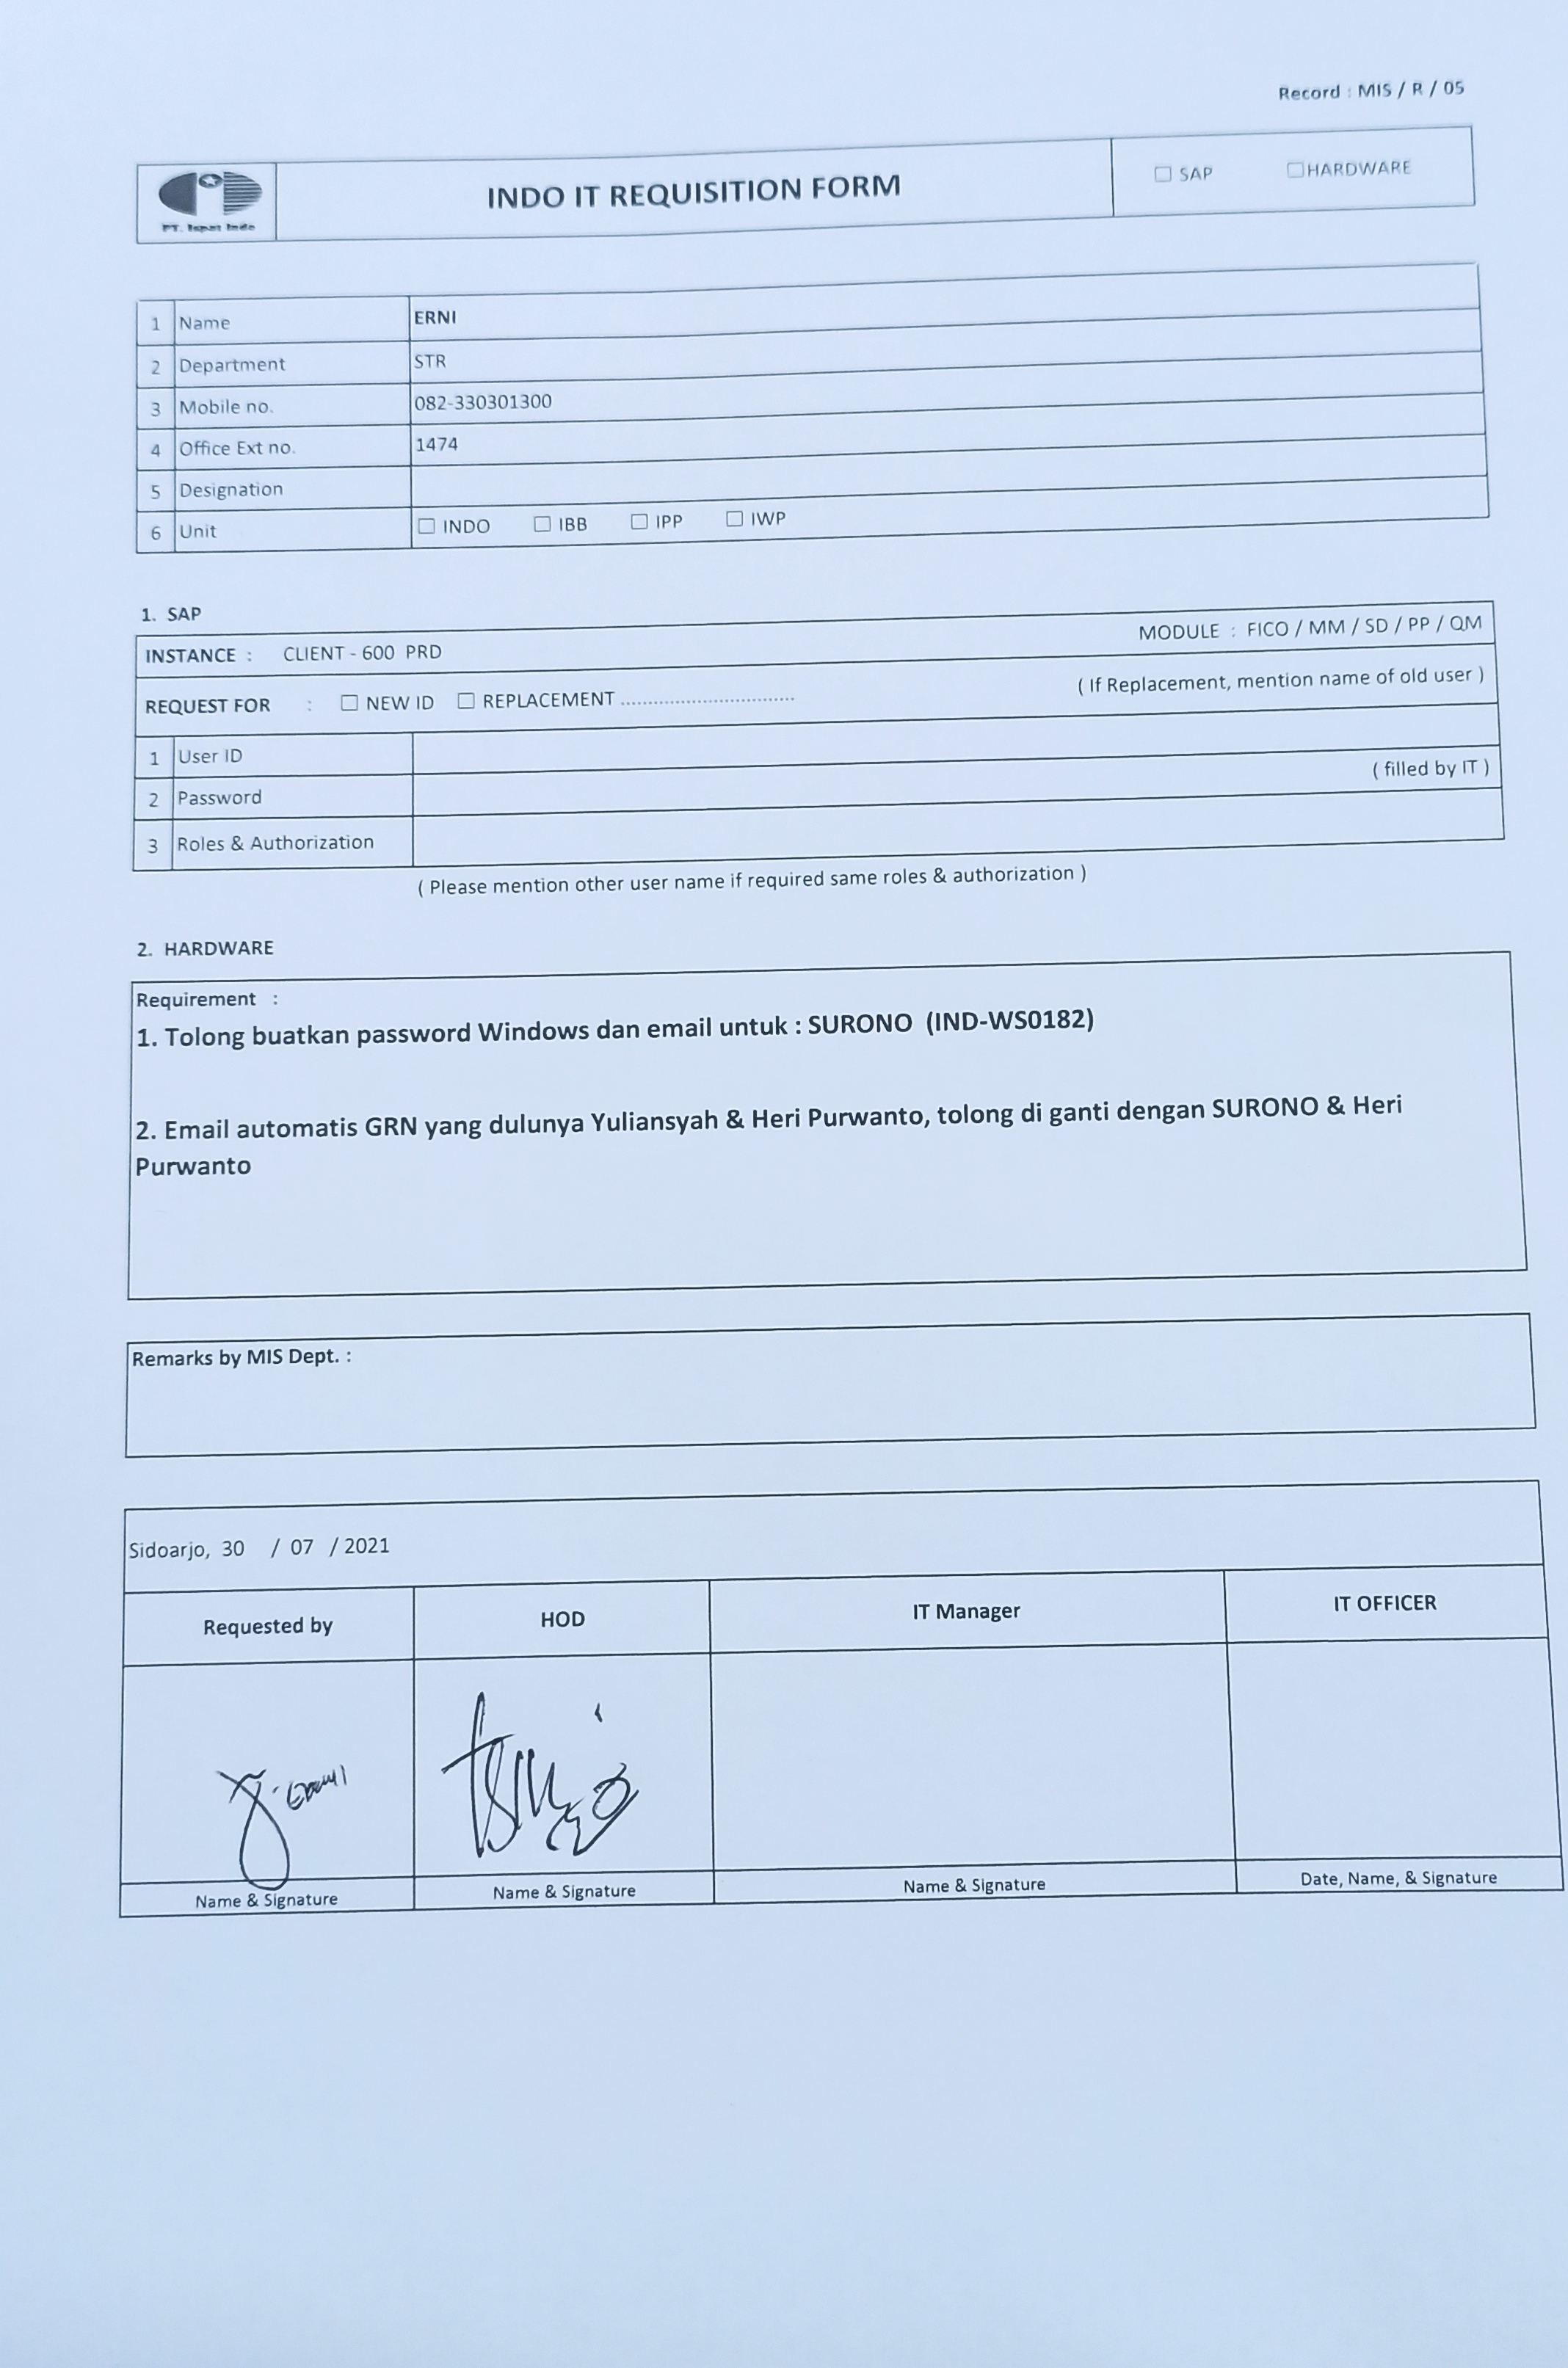 Record : MIS / R / 05
INDO IT REQUISITION FORM
☐ SAP ☐ HARDWARE
1 Name ERNI
2 Department STR
3 Mobile no. 082-330301300
4 Office Ext no. 1474
5 Designation
6 Unit ☐ INDO ☐ IBB ☐ IPP ☐ IWP
1. SAP
INSTANCE : CLIENT - 600 PRD MODULE : FICO / MM / SD / PP / QM
REQUEST FOR : ☐ NEW ID ☐ REPLACEMENT .................................. ( If Replacement, mention name of old user )
1 User ID
2 Password ( filled by IT )
3 Roles & Authorization
( Please mention other user name if required same roles & authorization )
2. HARDWARE
Requirement :
1. Tolong buatkan password Windows dan email untuk : SURONO (IND-WS0182)
2. Email automatis GRN yang dulunya Yuliansyah & Heri Purwanto, tolong di ganti dengan SURONO & Heri
Purwanto
Remarks by MIS Dept. :
Sidoarjo, 30 / 07 / 2021
Requested by HOD IT Manager IT OFFICER
Name & Signature Name & Signature Name & Signature Date, Name, & Signature